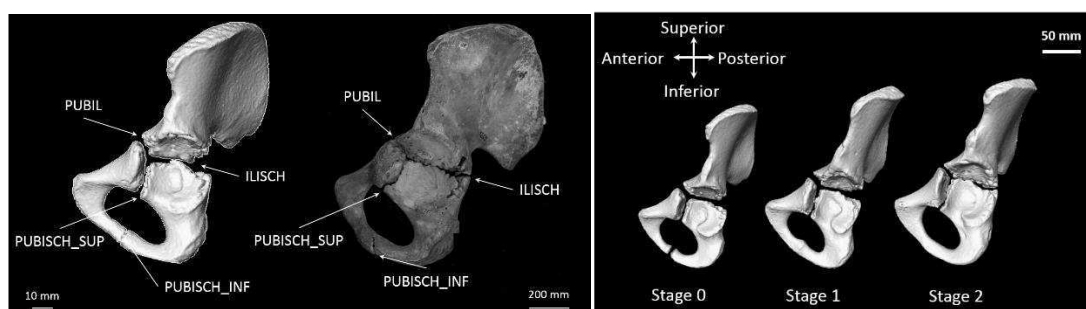 PUBIL
ILISCH
PUBISCH_SUP
PUBISCH_INF
10 mm
PUBIL
ILISCH
PUBISCH_SUP
PUBISCH_INF
200 mm
Superior
Anterior Posterior
Inferior
50 mm
Stage 0 Stage 1 Stage 2